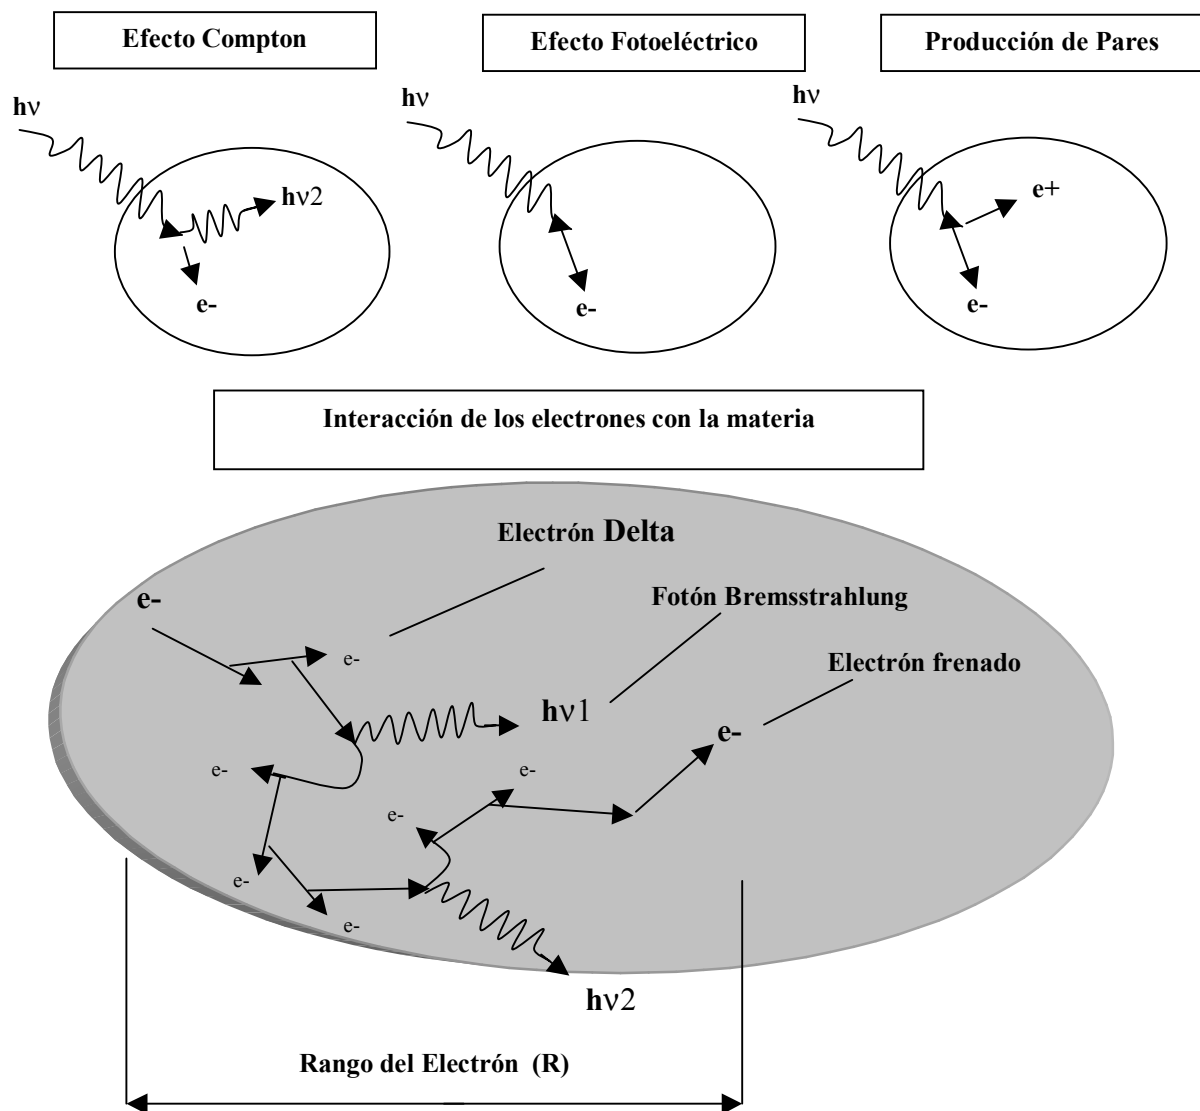 Efecto Compton
Efecto Fotoeléctrico
Producción de Pares
hν
hν2
e-
hν
e-
hν
e+
e-
Interacción de los electrones con la materia
Electrón Delta
e-
Fotón Bremsstrahlung
e-
Electrón frenado
hν1
e-
e-
e-
e-
e-
e-
hν2
Rango del Electrón (R)